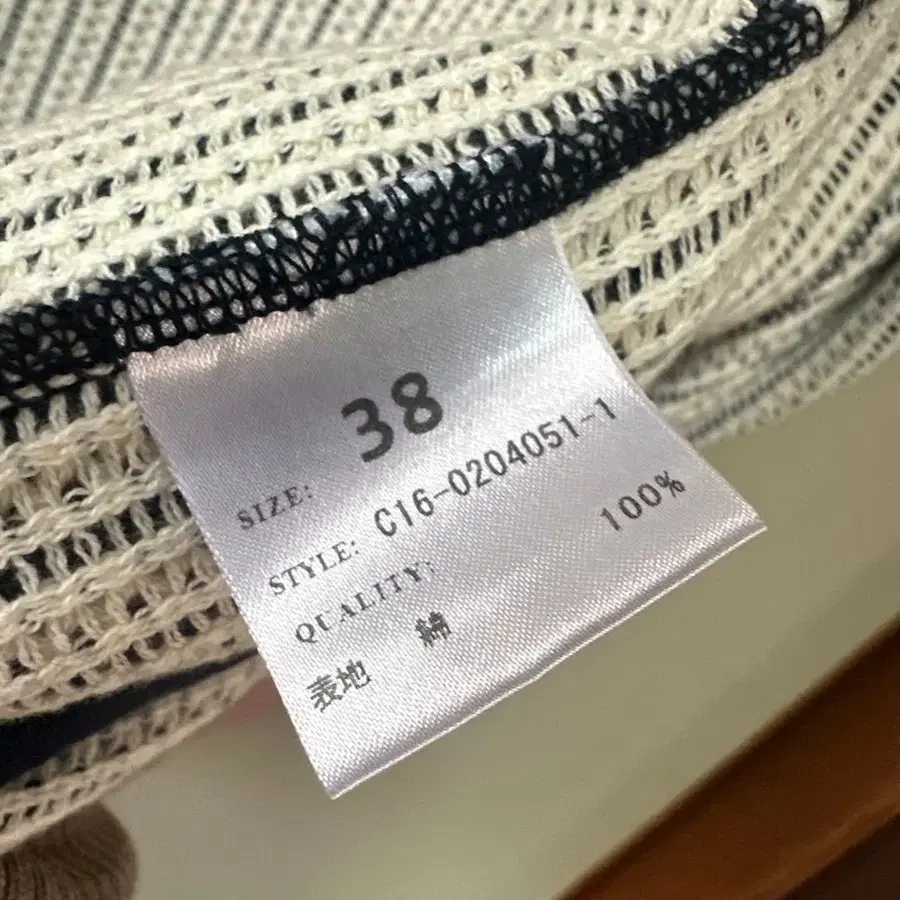 SIZE: 38
STYLE: C16-0204051-1
QUALITY:
表地 綿 100%